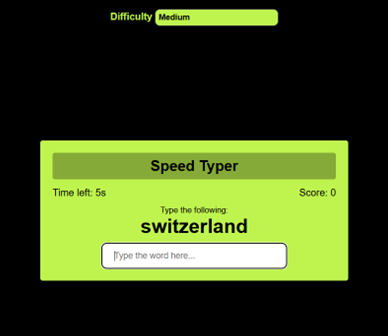 Difficulty Medium
Speed Typer
Time left: 5s Score: 0
Type the following:
switzerland
Type the word here...